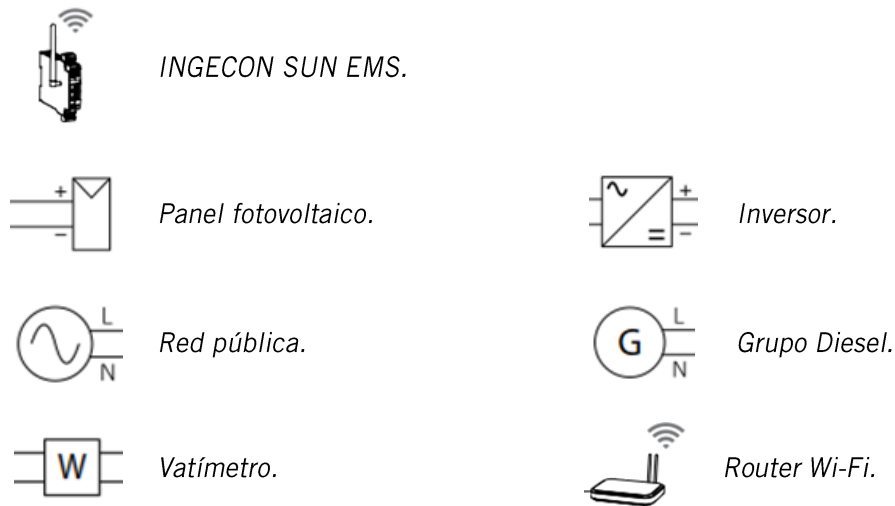 INGECON SUN EMS.
+
−
Panel fotovoltaico.
+
−
Inversor.
L
N
Red pública.
G
L
N
Grupo Diesel.
W
Vatímetro.
Router Wi-Fi.